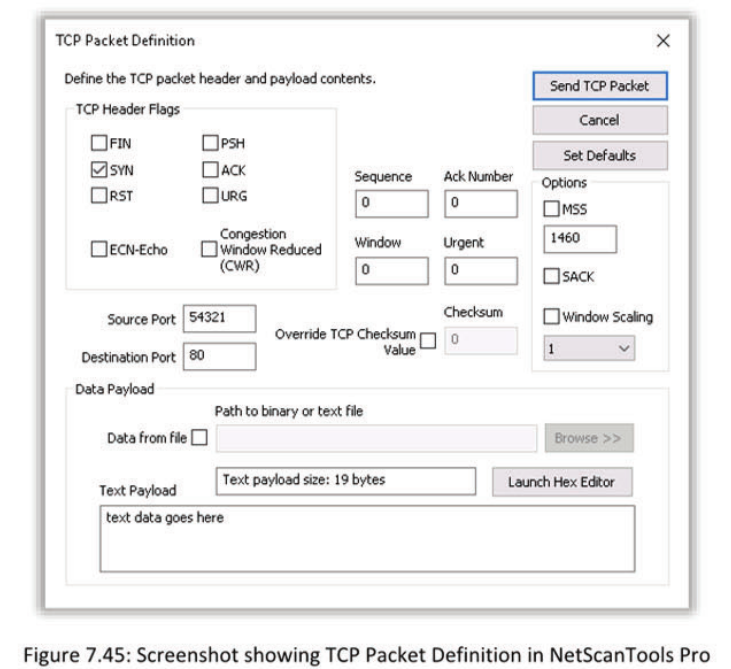 TCP Packet Definition
Define the TCP packet header and payload contents.
Send TCP Packet
Cancel
Set Defaults
TCP Header Flags
FIN
PSH
SYN
ACK
RST
URG
ECN-Echo
Congestion
Window Reduced
(CWR)
Sequence
Ack Number
0
0
Window
Urgent
0
0
Options
MSS
1460
SACK
Window Scaling
1
Source Port
54321
Destination Port
80
Override TCP Checksum
Value
Checksum
0
Data Payload
Path to binary or text file
Data from file
Browse >>
Text Payload
Text payload size: 19 bytes
Launch Hex Editor
text data goes here
Figure 7.45: Screenshot showing TCP Packet Definition in NetScanTools Pro